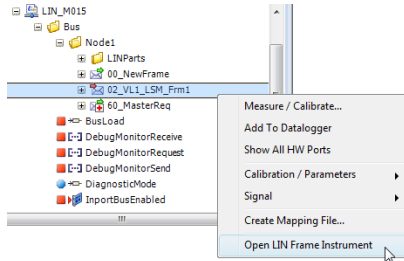 LIN_M015
Bus
Node1
LINParts
00_NewFrame
02_VL1_LSM_Frm1
60_MasterReq
BusLoad
DebugMonitorReceive
DebugMonitorRequest
DebugMonitorSend
DiagnosticMode
InportBusEnabled
Measure / Calibrate...
Add To Datalogger
Show All HW Ports
Calibration / Parameters
Signal
Create Mapping File...
Open LIN Frame Instrument